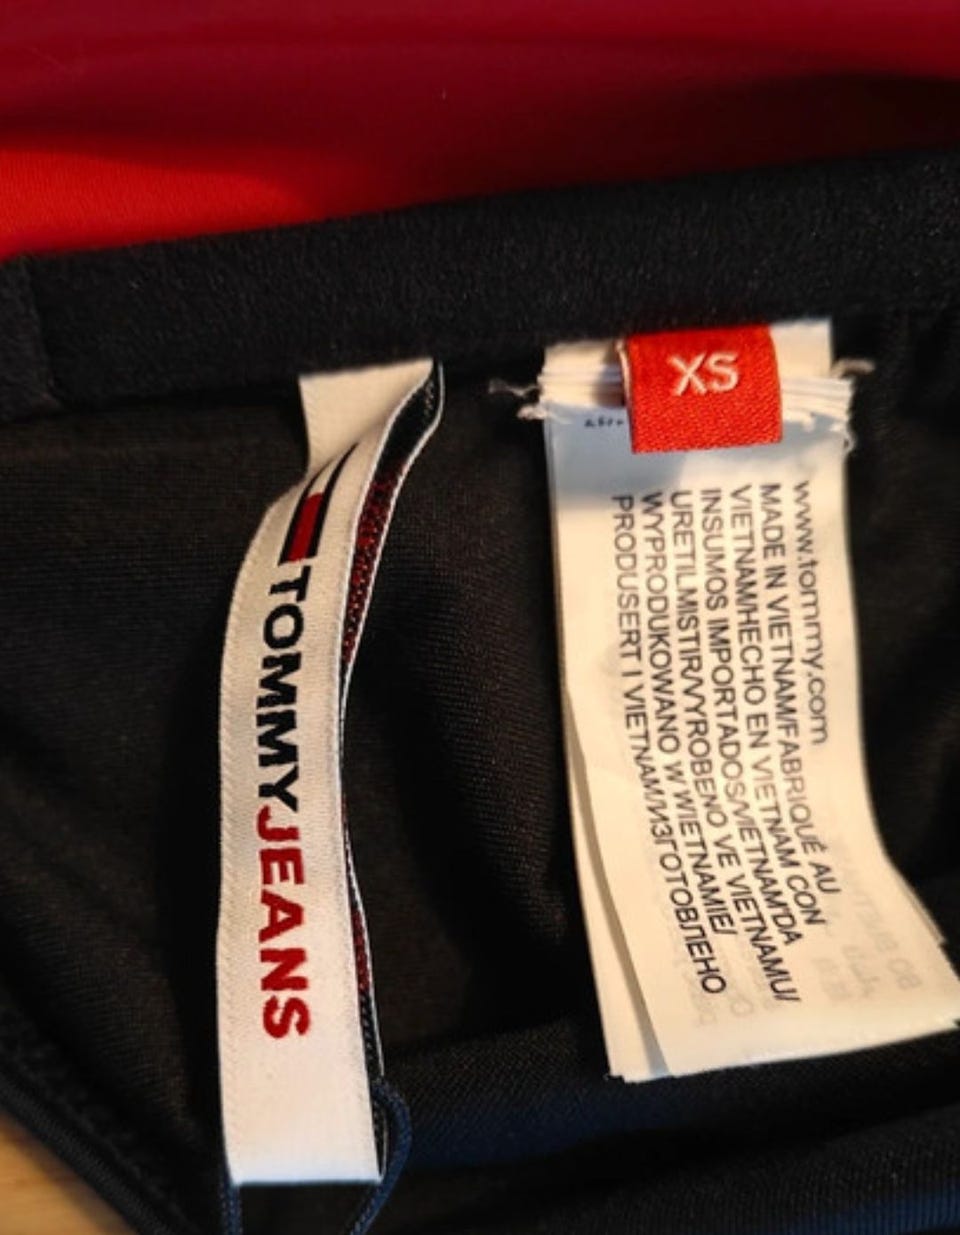 TOMMY JEANS
XS
www.tommy.com
MADE IN VIETNAM/FABRIQUÉ AU
VIETNAM/HECHO EN VIETNAM CON
INSUMOS IMPORTADOS/VIETNAM'DA
URETILMISTIR/VYROBENO VE VIETNAMU/
WYPRODUKOWANO W WIETNAMIE/
PRODUSERT I VIETNAM/ИЗГОТОВЛЕНО